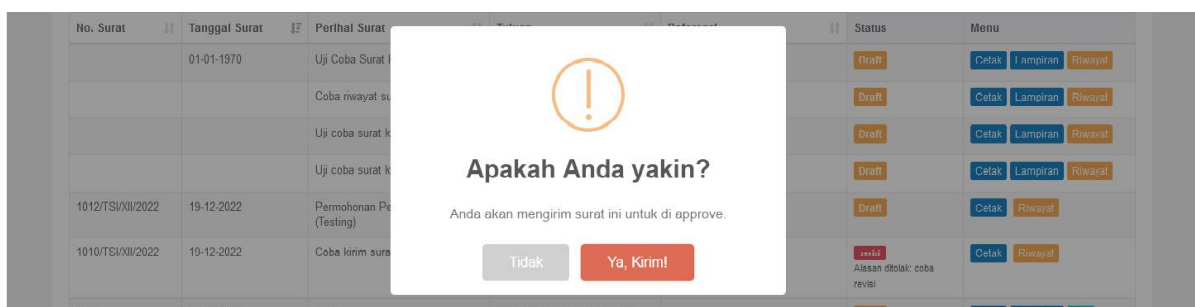 No. Surat Tanggal Surat Perihal Surat Tujuan Referensi Status Menu
01-01-1970 Uji Coba Surat Draft Cetak Lampiran Riwayat
Coba riwayat su Draft Cetak Lampiran Riwayat
Uji coba surat k Draft Cetak Lampiran Riwayat
Uji coba surat k Draft Cetak Lampiran Riwayat
1012/TSI/XII/2022 19-12-2022 Permohonan Pe Draft Cetak Riwayat
(Testing)
1010/TSI/XII/2022 19-12-2022 Coba kirim sura revisi Cetak Riwayat
Alasan ditolak: coba
revisi
Apakah Anda yakin?
Anda akan mengirim surat ini untuk di approve.
Tidak Ya, Kirim!